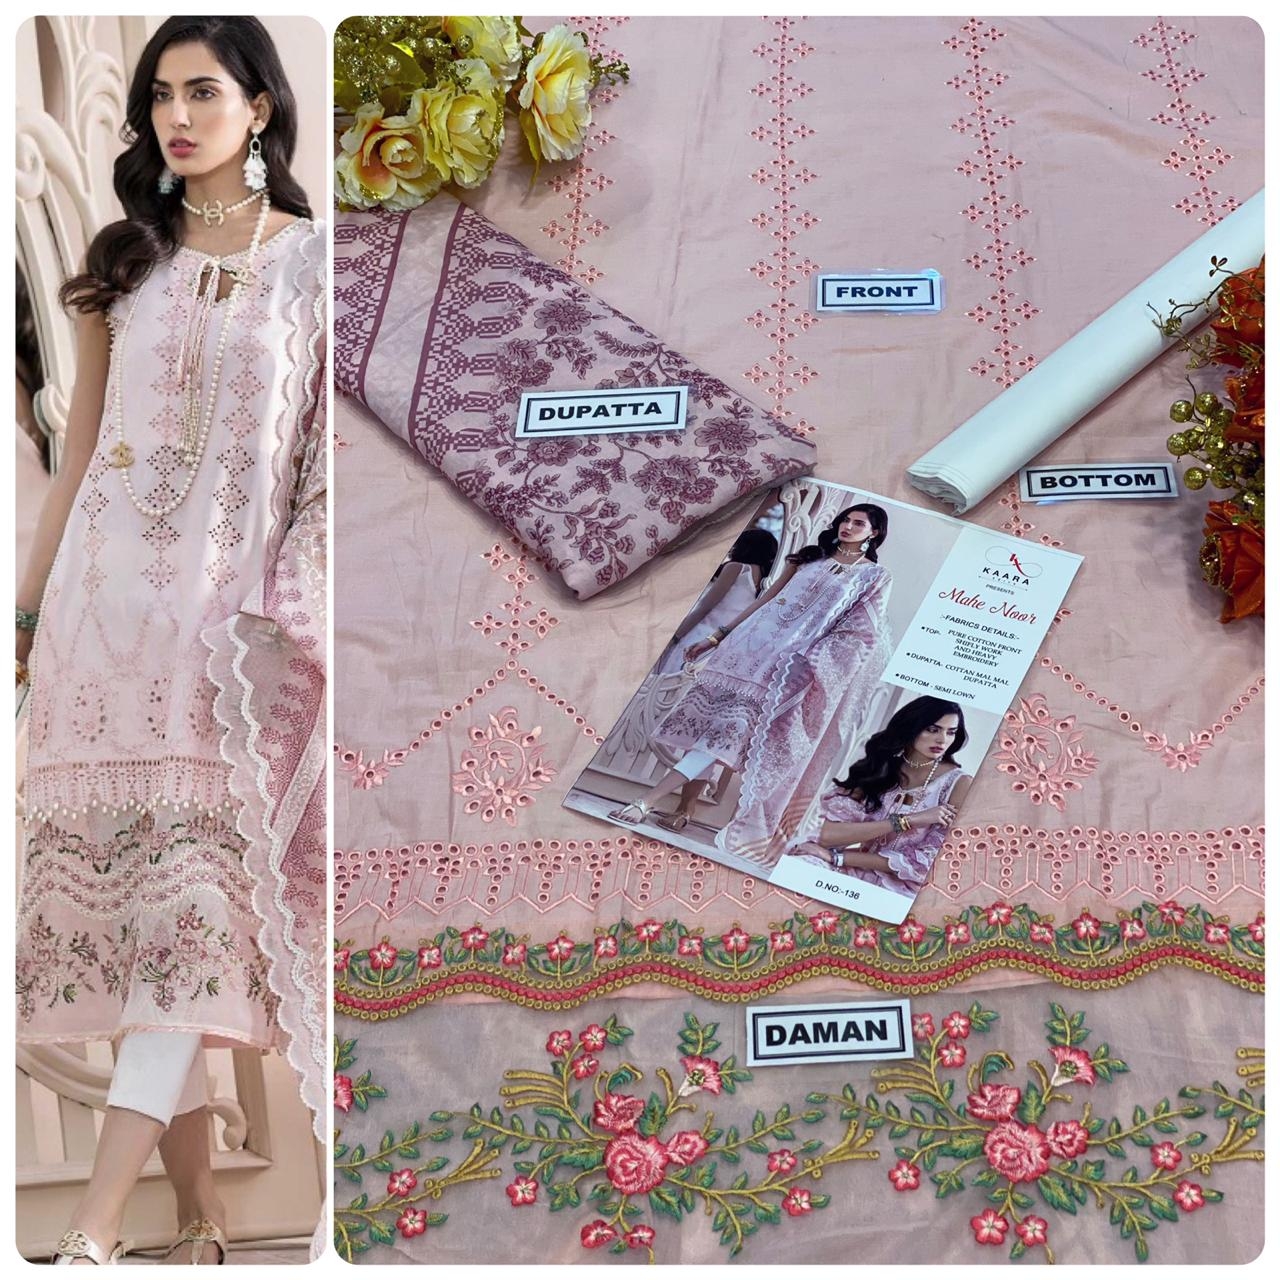 FRONT
DUPATTA
BOTTOM
KAARA
PRESENTS
Mahe Noor
:-FABRICS DETAILS:-
•TOP- PURE COTTON FRONT
SHIFLY WORK
AND HEAVY
EMBROIDERY
•DUPATTA- COTTAN MAL MAL
DUPATTA
•BOTTOM - SEMI LOWN
D.NO:-136
DAMAN